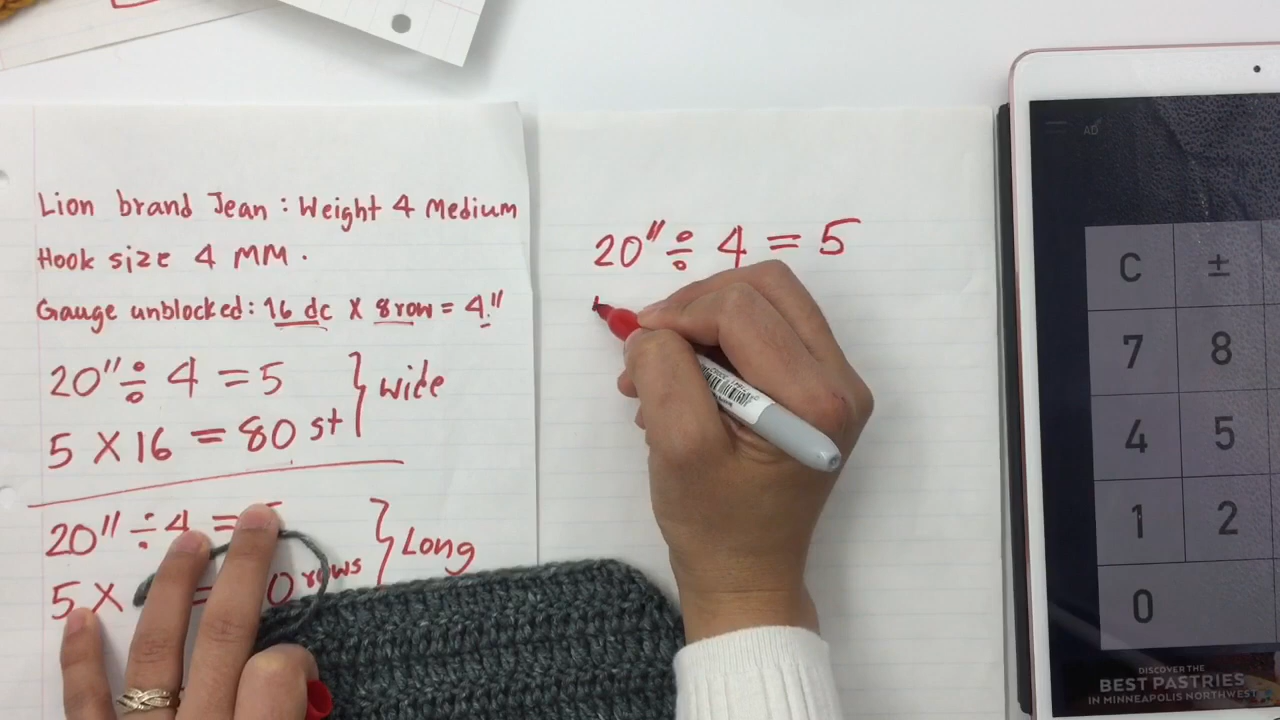 Lion brand Jean : Weight 4 Medium
Hook size 4 MM.
Gauge unblocked: 16 dc X 8 row = 4."
20" ÷ 4 = 5
wide
5 X 16 = 80 st
20" ÷ 4 =
Long
5 X = 0 rows
20" ÷ 4 = 5
AD
C ±
7 8
4 5
1 2
0
DISCOVER THE
BEST PASTRIES
IN MINNEAPOLIS NORTHWEST